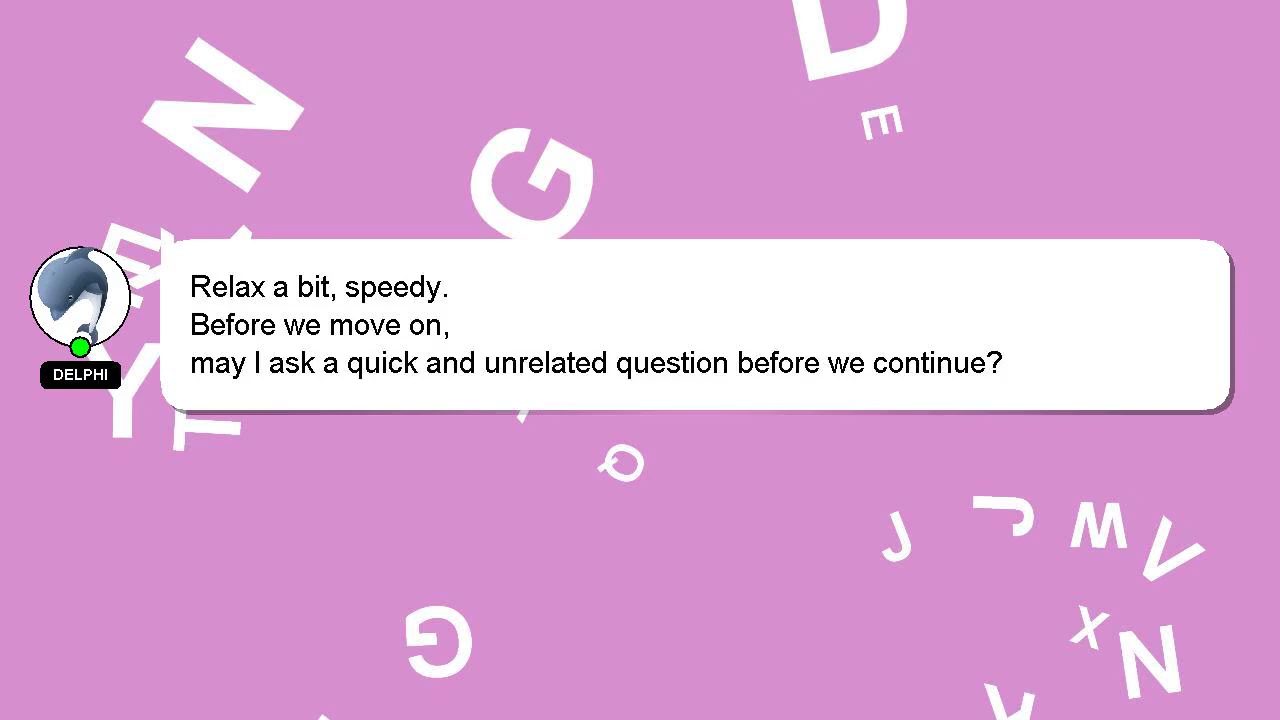 D
N
E
G
Relax a bit, speedy.
Before we move on,
may I ask a quick and unrelated question before we continue?
DELPHI
Y
T
Q
J
J
W
V
X
G
N